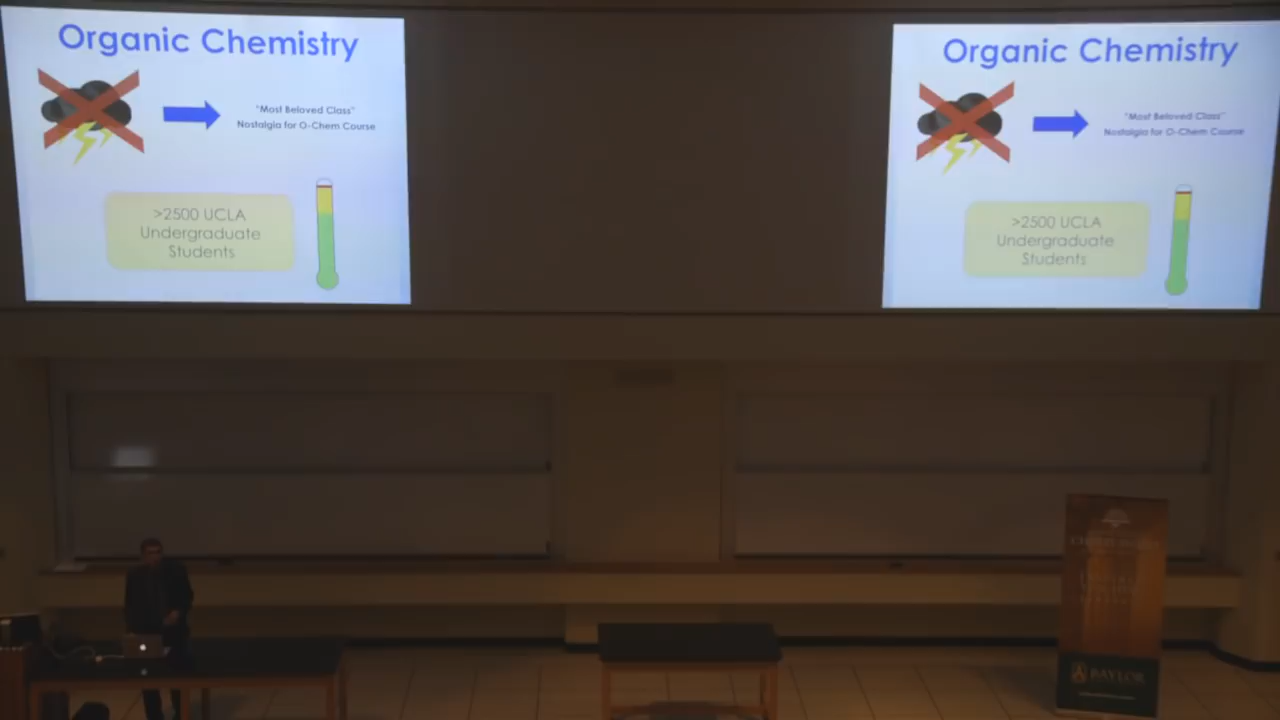 Organic Chemistry
"Most Beloved Class"
Nostalgia for O-Chem Course
>2500 UCLA
Undergraduate
Students
Organic Chemistry
"Most Beloved Class"
Nostalgia for O-Chem Course
>2500 UCLA
Undergraduate
Students
BAYLOR